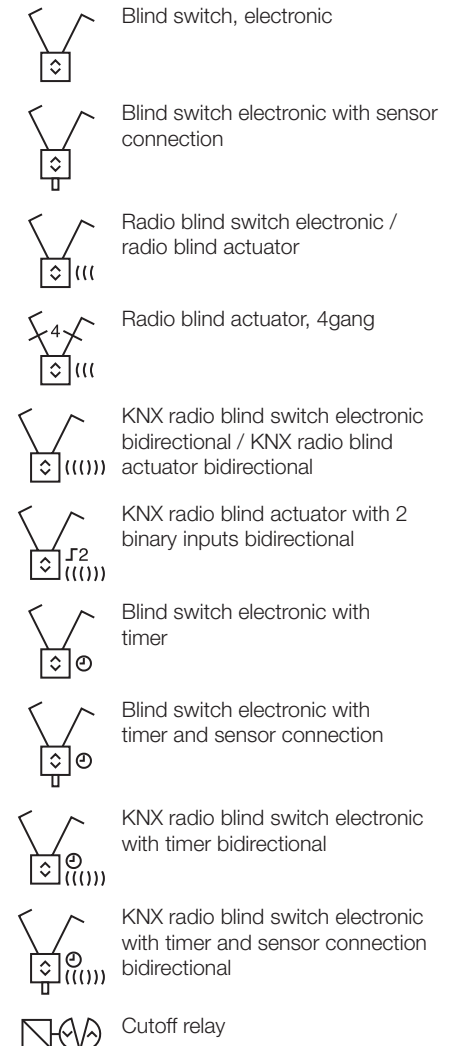 Blind switch, electronic
Blind switch electronic with sensor
connection
Radio blind switch electronic /
radio blind actuator
4
Radio blind actuator, 4gang
KNX radio blind switch electronic
bidirectional / KNX radio blind
actuator bidirectional
2
KNX radio blind actuator with 2
binary inputs bidirectional
Blind switch electronic with
timer
Blind switch electronic with
timer and sensor connection
KNX radio blind switch electronic
with timer bidirectional
KNX radio blind switch electronic
with timer and sensor connection
bidirectional
Cutoff relay